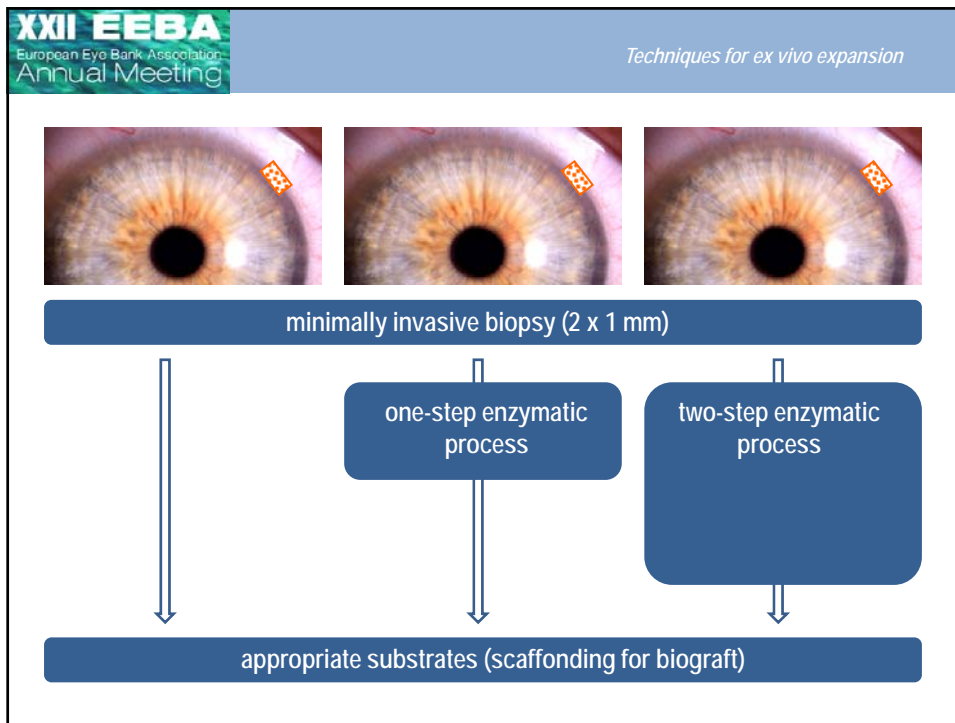 XXII EEBA
European Eye Bank Association
Annual Meeting
Techniques for ex vivo expansion
minimally invasive biopsy (2 x 1 mm)
one-step enzymatic
process
two-step enzymatic
process
appropriate substrates (scaffonding for biograft)